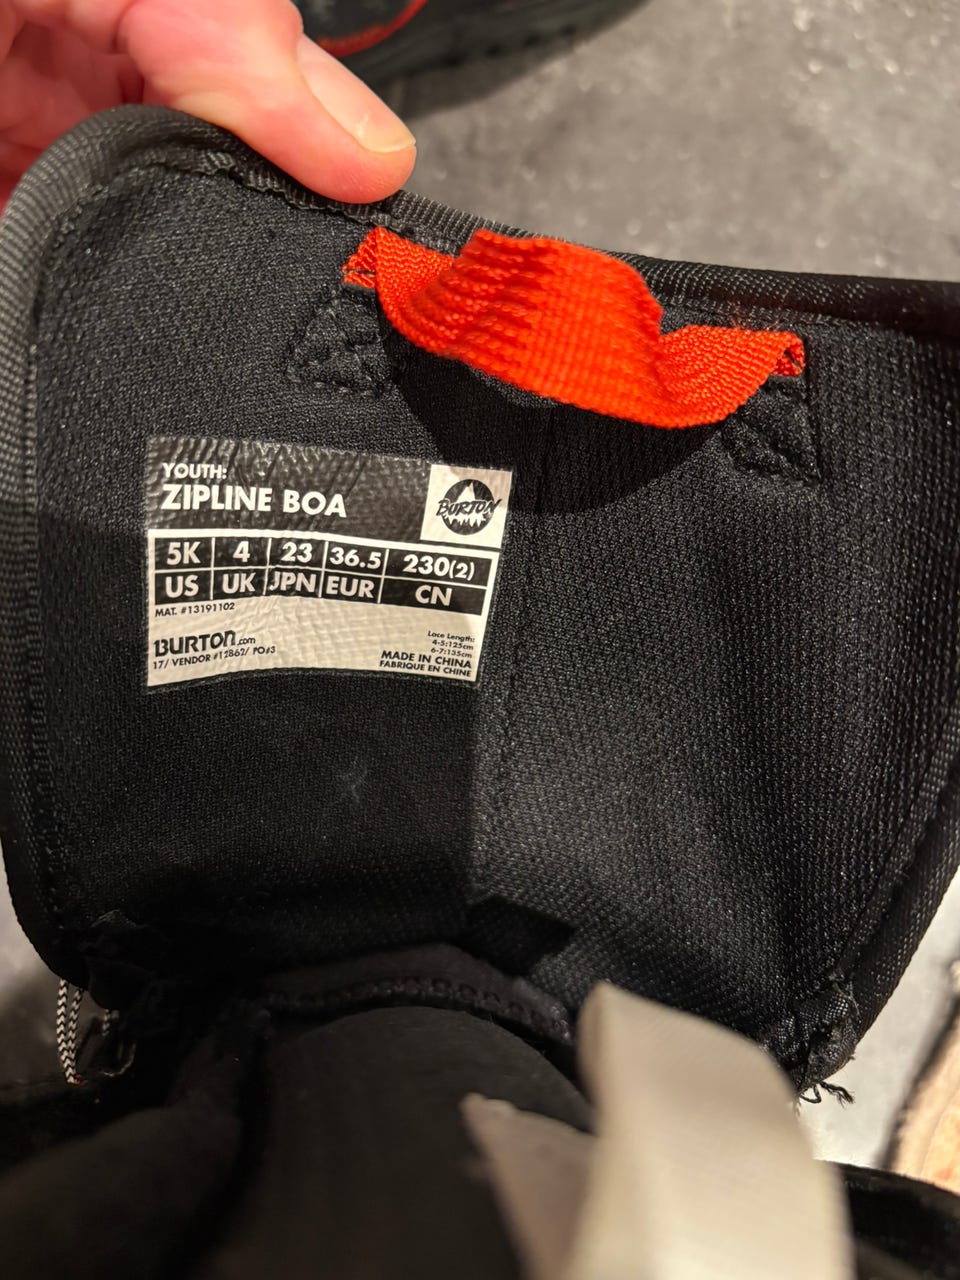 YOUTH:
ZIPLINE BOA
BURTON
5K 4 23 36.5 230(2)
US UK JPN EUR CN
MAT. #13191102
BURTON.com
17/ VENDOR #12862/ PO#3
Lace Length:
4-5:125cm
6-7:135cm
MADE IN CHINA
FABRIQUE EN CHINE